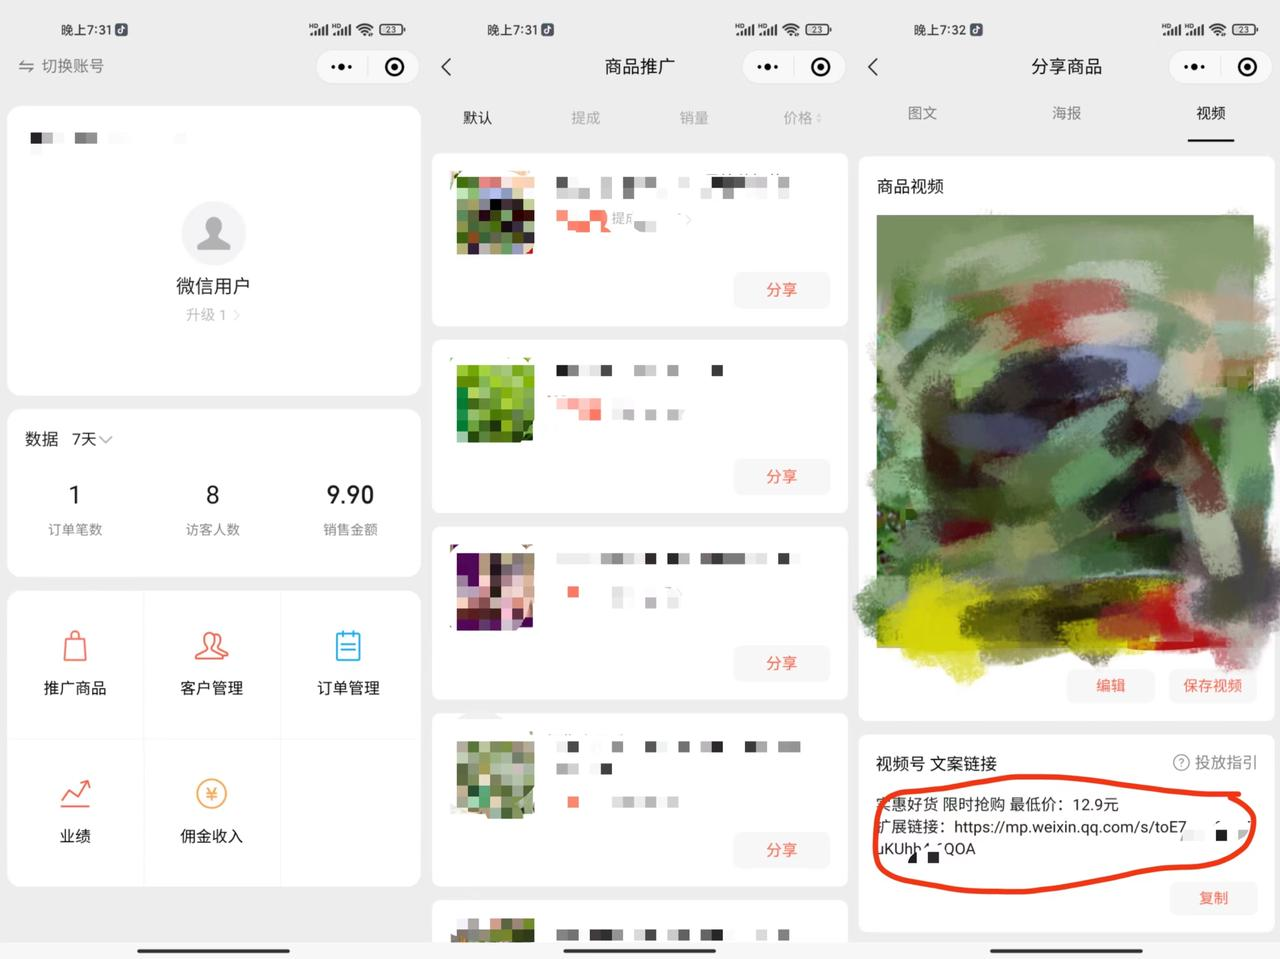 晚上7:31
23
切换账号
微信用户
升级 1
数据 7天
1
8
9.90
订单笔数
访客人数
销售金额
推广商品
客户管理
订单管理
业绩
佣金收入
晚上7:31
23
商品推广
默认
提成
销量
价格
提成
分享
分享
分享
分享
晚上7:32
23
分享商品
图文
海报
视频
商品视频
编辑
保存视频
视频号 文案链接
投放指引
实惠好货 限时抢购 最低价：12.9元
扩展链接：https://mp.weixin.qq.com/s/toE7
QOA
复制